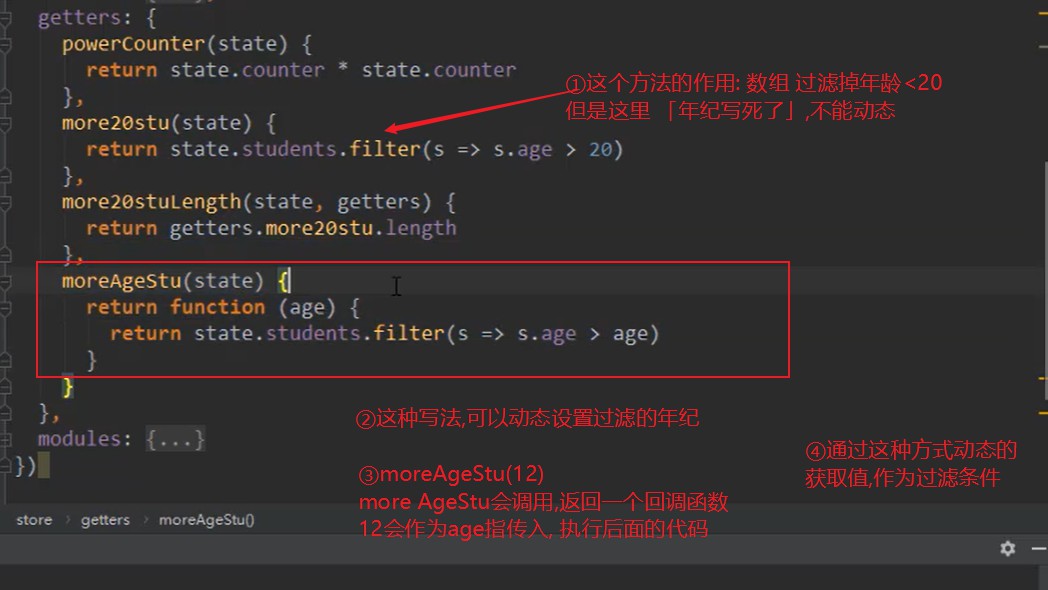 getters: {
powerCounter(state) {
return state.counter * state.counter
},
①这个方法的作用: 数组 过滤掉年龄<20
但是这里 「年纪写死了」,不能动态
more20stu(state) {
return state.students.filter(s => s.age > 20)
},
more20stuLength(state, getters) {
return getters.more20stu.length
},
moreAgeStu(state) {
return function (age) {
return state.students.filter(s => s.age > age)
}
}
},
②这种写法,可以动态设置过滤的年纪
modules: {...}
})
③moreAgeStu(12)
more AgeStu会调用,返回一个回调函数
12会作为age指传入, 执行后面的代码
④通过这种方式动态的
获取值,作为过滤条件
store › getters › moreAgeStu()